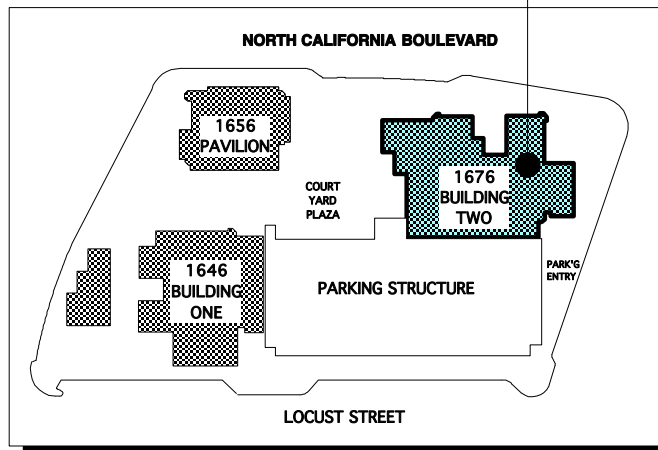 NORTH CALIFORNIA BOULEVARD
1656
PAVILION
1676
BUILDING
TWO
COURT
YARD
PLAZA
1646
BUILDING
ONE
PARKING STRUCTURE
PARK'G
ENTRY
LOCUST STREET